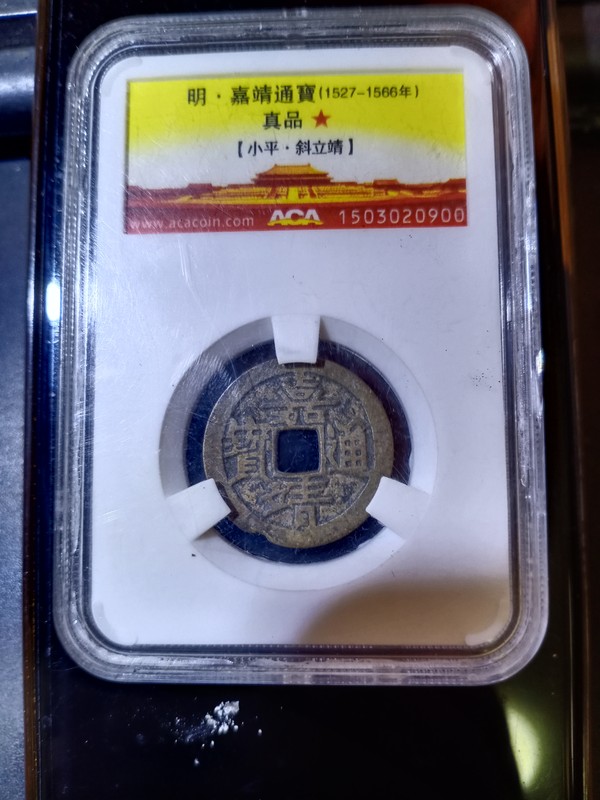 明·嘉靖通寶(1527-1566年)
真品★
【小平·斜立靖】
www.acacoin.com ACA 1503020900
嘉
寶 通
靖